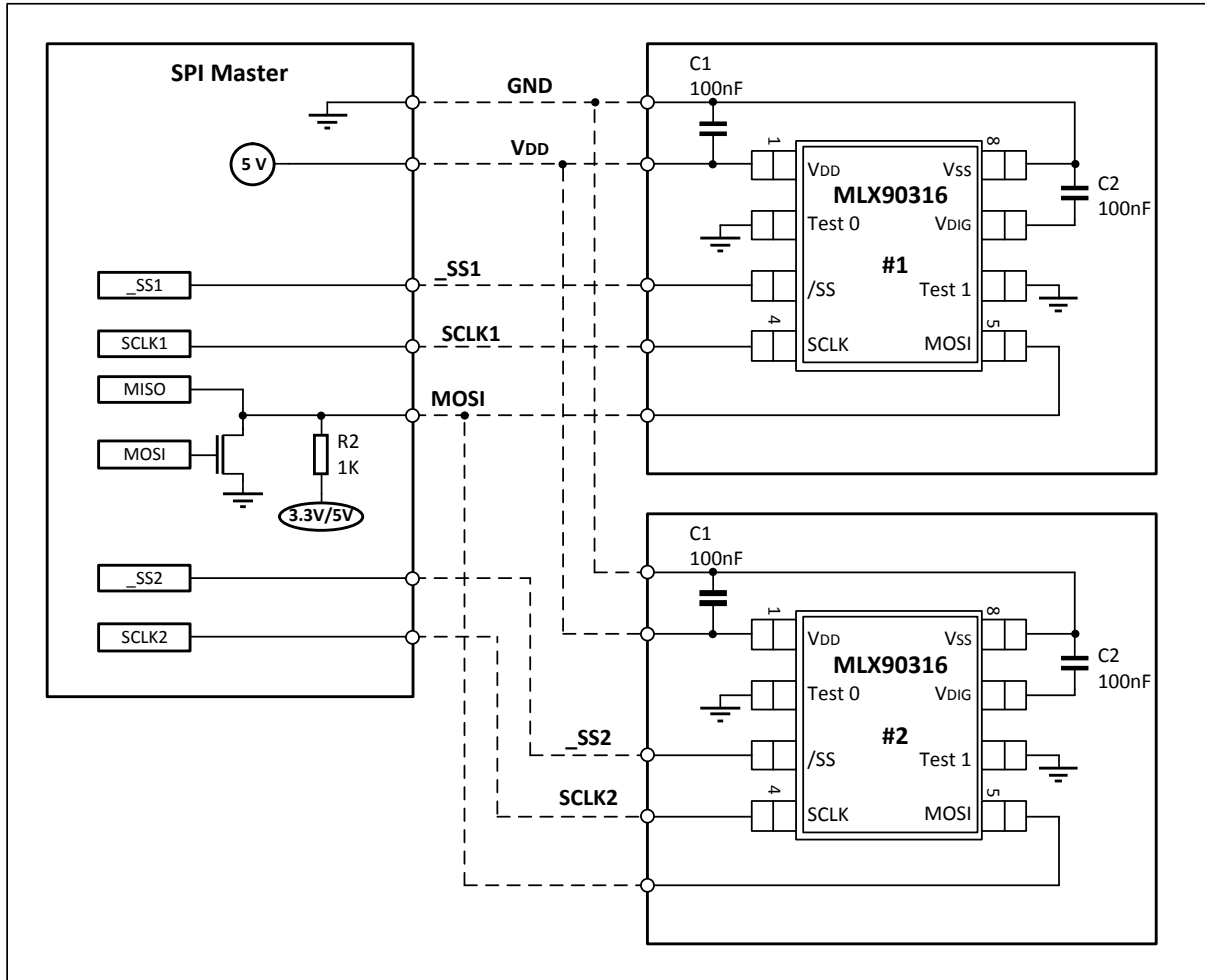 SPI Master
5 V
_SS1
SCLK1
MISO
MOSI
R2
1K
3.3V/5V
_SS2
SCLK2
GND
VDD
_SS1
SCLK1
MOSI
_SS2
SCLK2
C1
100nF
1
8
VDD
VSS
MLX90316
C2
100nF
Test 0
VDIG
#1
/SS
Test 1
4
5
SCLK
MOSI
C1
100nF
1
8
VDD
VSS
MLX90316
C2
100nF
Test 0
VDIG
#2
/SS
Test 1
4
5
SCLK
MOSI